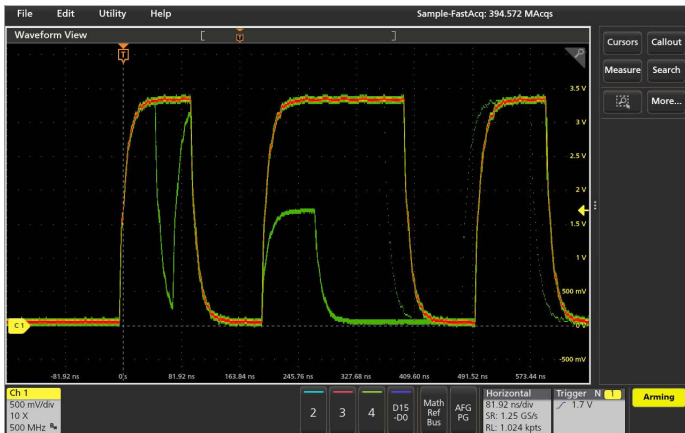 File Edit Utility Help Sample-FastAcq: 394.572 MAcqs
Waveform View
T
T
Cursors Callout
Measure Search
More...
3.5 V
3 V
2.5 V
2 V
1.5 V
1 V
500 mV
C 1
0 V
-500 mV
-81.92 ns 0 s 81.92 ns 163.84 ns 245.76 ns 327.68 ns 409.60 ns 491.52 ns 573.44 ns
Ch 1
500 mV/div
10 X
500 MHz
2 3 4 D15 -D0 Math Ref Bus AFG PG
Horizontal
81.92 ns/div
SR: 1.25 GS/s
RL: 1.024 kpts
Trigger N 1
1.7 V
Arming